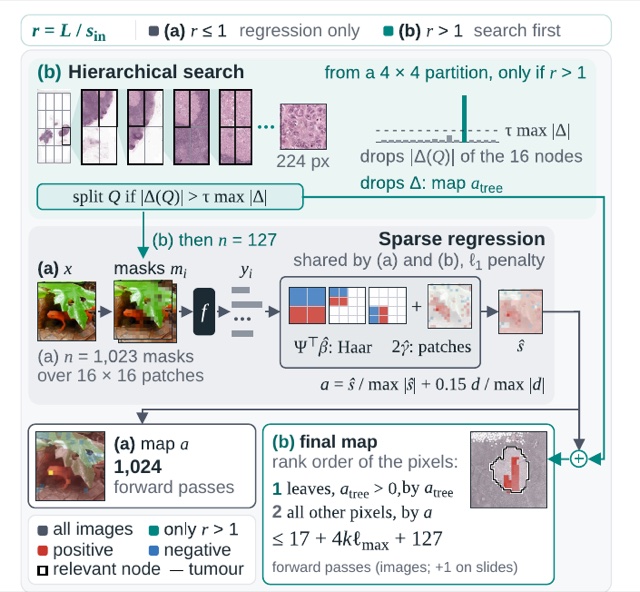 r = L / s_in (a) r ≤ 1 regression only (b) r > 1 search first
(b) Hierarchical search
from a 4 × 4 partition, only if r > 1
224 px
τ max |Δ|
drops |Δ(Q)| of the 16 nodes
drops Δ: map a_tree
split Q if |Δ(Q)| > τ max |Δ|
(b) then n = 127
Sparse regression
shared by (a) and (b), ℓ₁ penalty
(a) x masks m_i y_i
f
...
+
Ψ⊤β̂: Haar 2γ̂: patches ŝ
(a) n = 1,023 masks
over 16 × 16 patches
a = ŝ / max |ŝ| + 0.15 d / max |d|
(a) map a
1,024
forward passes
(b) final map
rank order of the pixels:
1 leaves, a_tree > 0,by a_tree
2 all other pixels, by a
≤ 17 + 4kℓ_max + 127
forward passes (images; +1 on slides)
+
all images only r > 1
positive negative
relevant node — tumour